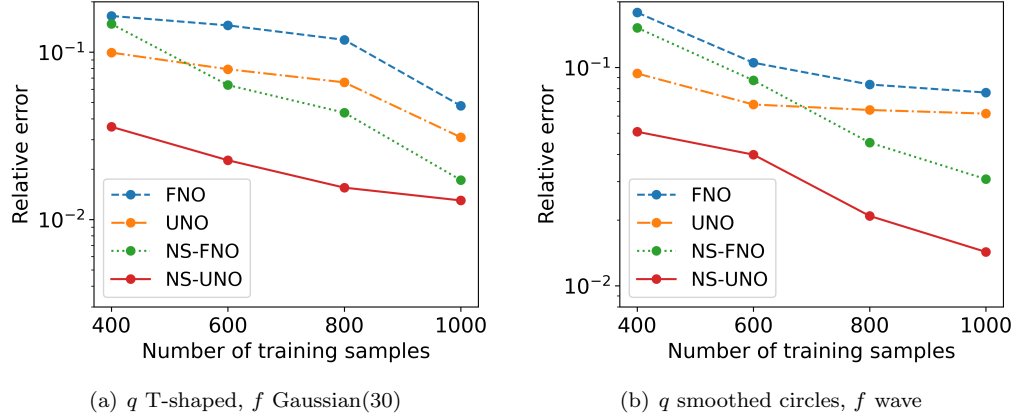 Relative error
10⁻¹
10⁻²
FNO
UNO
NS-FNO
NS-UNO
400 600 800 1000
Number of training samples
(a) q T-shaped, f Gaussian(30)
Relative error
10⁻¹
10⁻²
FNO
UNO
NS-FNO
NS-UNO
400 600 800 1000
Number of training samples
(b) q smoothed circles, f wave